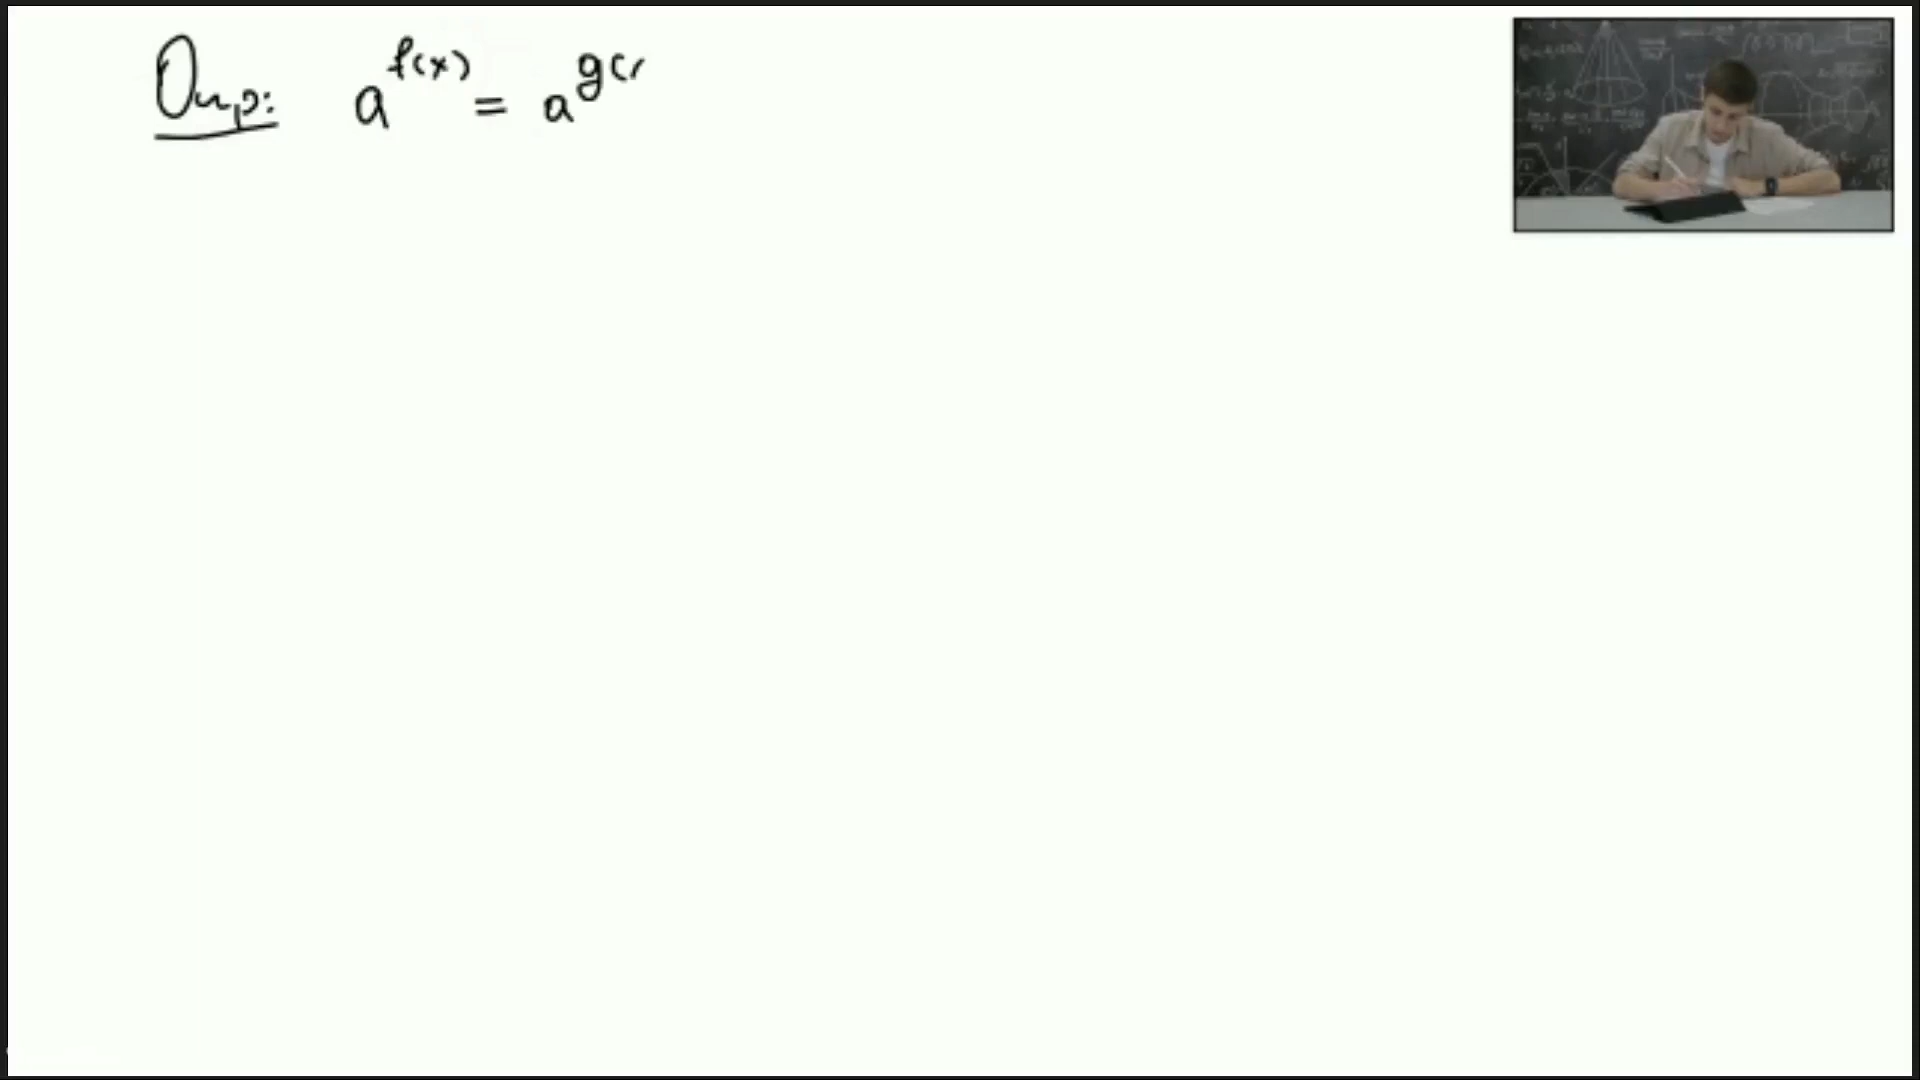 Опр: a^{f(x)} = a^{g(